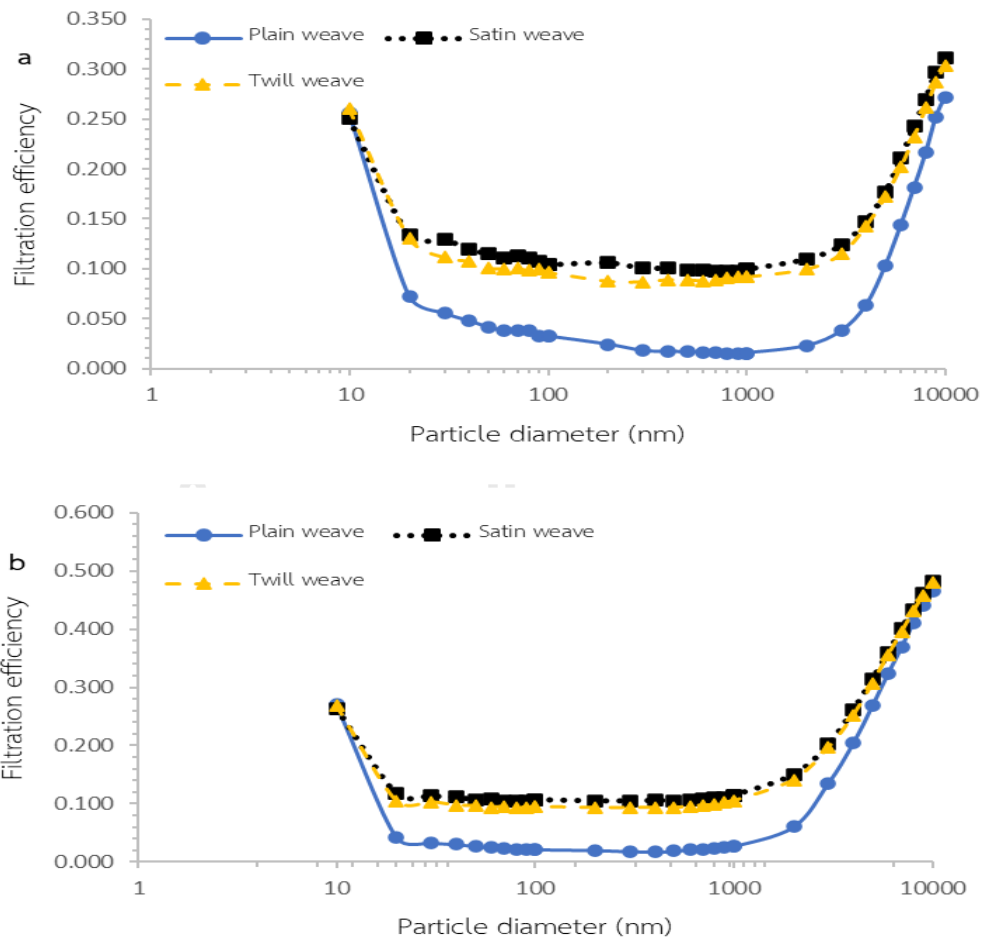 a
Plain weave
Satin weave
Twill weave
Filtration efficiency
0.350
0.300
0.250
0.200
0.150
0.100
0.050
0.000
1
10
100
1000
10000
Particle diameter (nm)
b
Plain weave
Satin weave
Twill weave
Filtration efficiency
0.600
0.500
0.400
0.300
0.200
0.100
0.000
1
10
100
1000
10000
Particle diameter (nm)